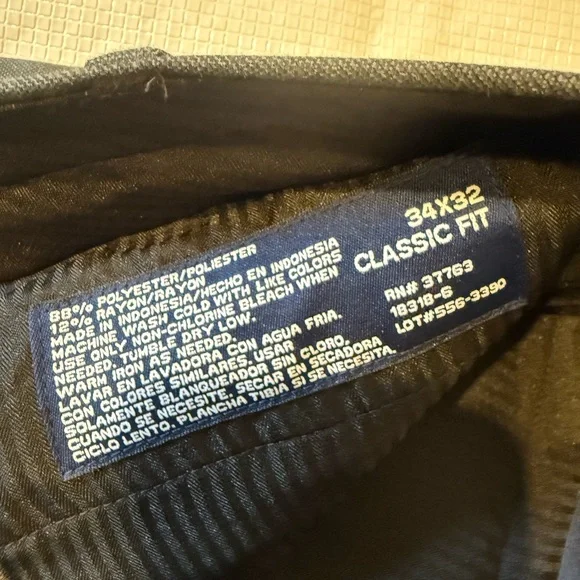 88% POLYESTER/POLIESTER
12% RAYON/RAYON
MADE IN INDONESIA/HECHO EN INDONESIA
MACHINE WASH COLD WITH LIKE COLORS
USE ONLY NON-CHLORINE BLEACH WHEN
NEEDED. TUMBLE DRY LOW.
WARM IRON AS NEEDED.
LAVAR EN LAVADORA CON AGUA FRIA.
CON COLORES SIMILARES. USAR
SOLAMENTE BLANQUEADOR SIN CLORO.
CUANDO SE NECESITE. SECAR EN SECADORA
CICLO LENTO. PLANCHA TIBIA SI SE NECESITA.
34X32
CLASSIC FIT
RN# 37763
18318-6
LOT#556-3390